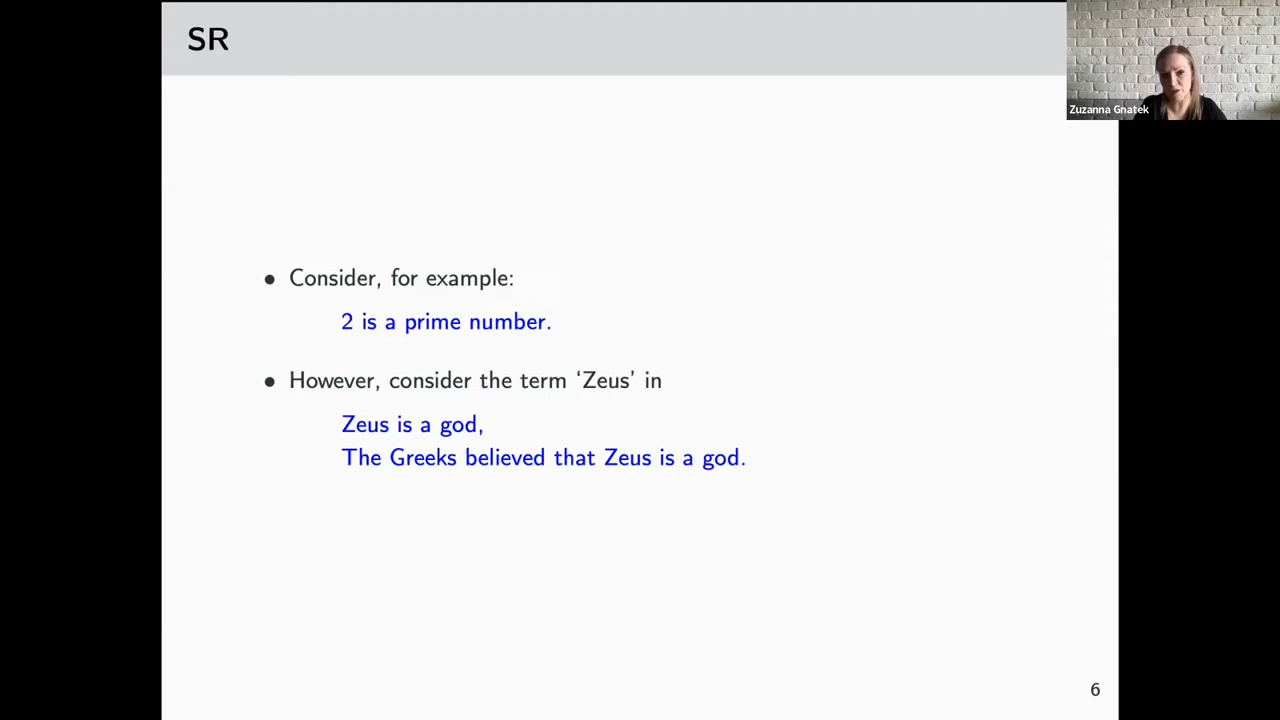 SR
Zuzanna Gnatek
• Consider, for example:
2 is a prime number.
• However, consider the term ‘Zeus’ in
Zeus is a god,
The Greeks believed that Zeus is a god.
6